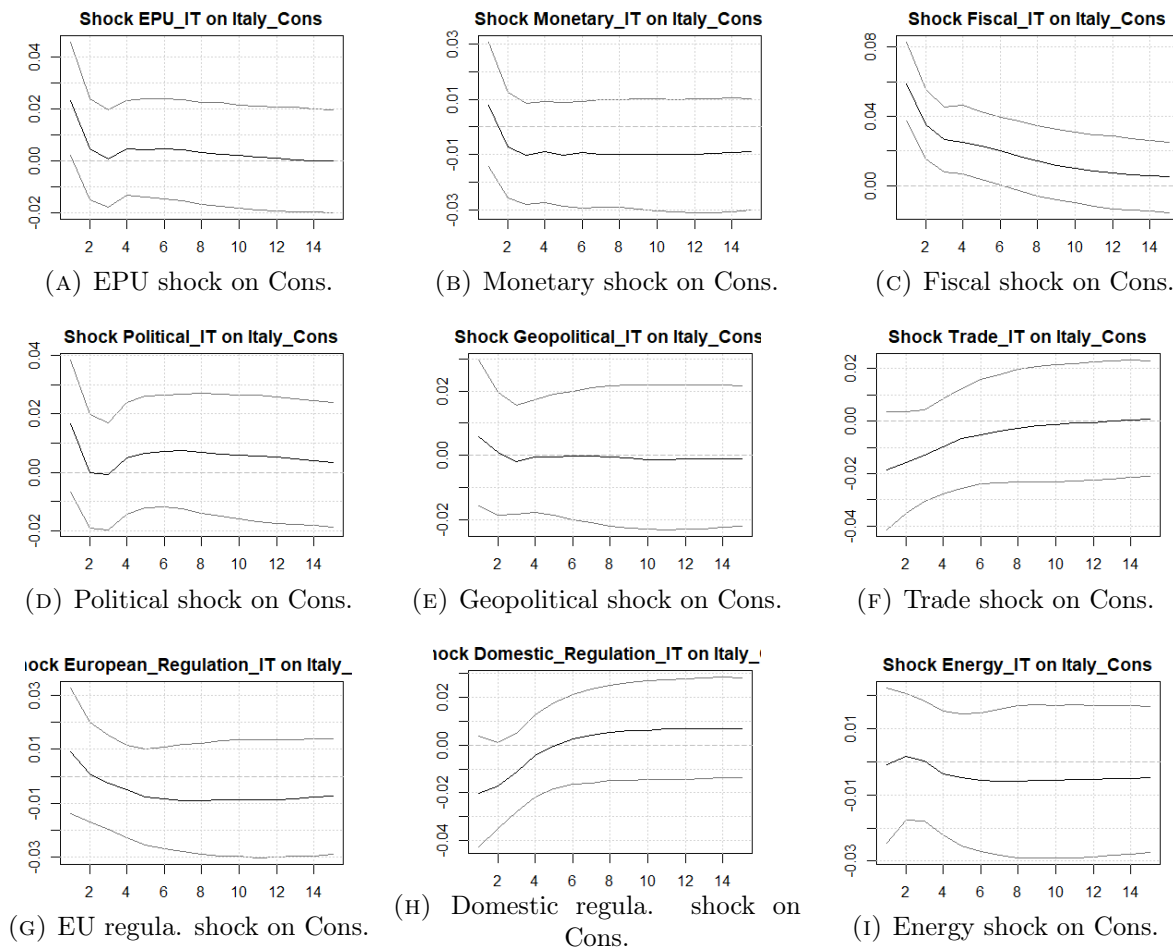 Shock EPU_IT on Italy_Cons
0.04
0.02
0.00
-0.02
2 4 6 8 10 12 14
(A) EPU shock on Cons.
Shock Monetary_IT on Italy_Cons
0.03
0.01
-0.01
-0.03
2 4 6 8 10 12 14
(B) Monetary shock on Cons.
Shock Fiscal_IT on Italy_Cons
0.08
0.04
0.00
2 4 6 8 10 12 14
(C) Fiscal shock on Cons.
Shock Political_IT on Italy_Cons
0.04
0.02
0.00
-0.02
2 4 6 8 10 12 14
(D) Political shock on Cons.
Shock Geopolitical_IT on Italy_Cons
0.02
0.00
-0.02
2 4 6 8 10 12 14
(E) Geopolitical shock on Cons.
Shock Trade_IT on Italy_Cons
0.02
0.00
-0.02
-0.04
2 4 6 8 10 12 14
(F) Trade shock on Cons.
hock European_Regulation_IT on Italy_
0.03
0.01
-0.01
-0.03
2 4 6 8 10 12 14
(G) EU regula. shock on Cons.
hock Domestic_Regulation_IT on Italy_
0.02
0.00
-0.02
-0.04
2 4 6 8 10 12 14
(H) Domestic regula. shock on
Cons.
Shock Energy_IT on Italy_Cons
0.01
-0.01
-0.03
2 4 6 8 10 12 14
(I) Energy shock on Cons.